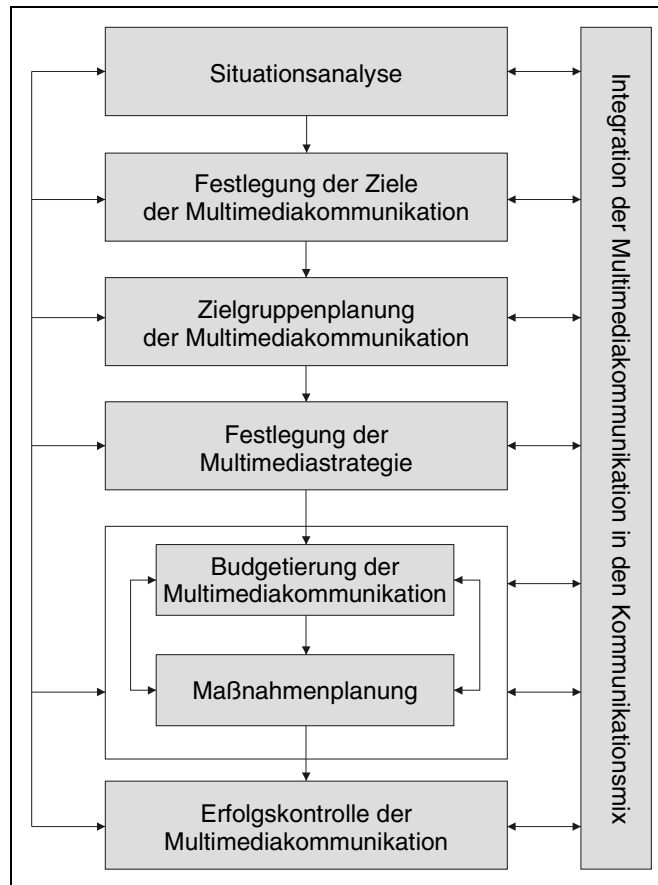 Situationsanalyse
Festlegung der Ziele
der Multimediakommunikation
Zielgruppenplanung
der Multimediakommunikation
Festlegung der
Multimediastrategie
Budgetierung der
Multimediakommunikation
Maßnahmenplanung
Erfolgskontrolle der
Multimediakommunikation
Integration der Multimediakommunikation in den Kommunikationsmix